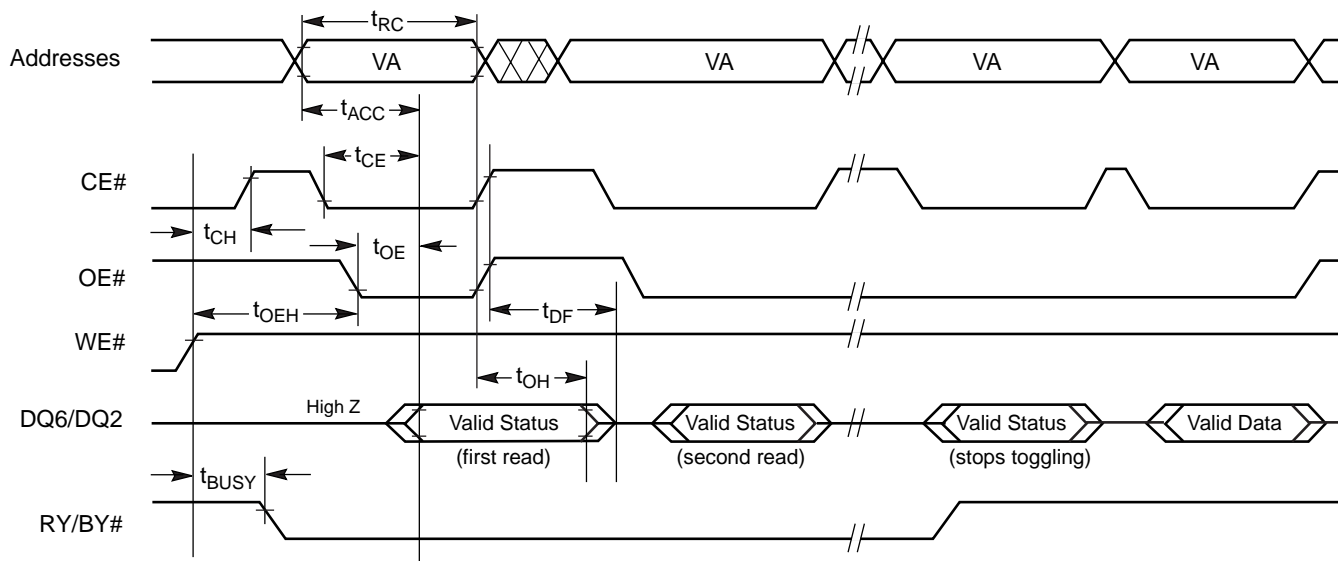 tRC
Addresses VA VA VA VA
tACC
tCE
CE#
tCH tOE
OE#
tOEH tDF
WE#
tOH
High Z
DQ6/DQ2 Valid Status Valid Status Valid Status Valid Data
(first read) (second read) (stops toggling)
tBUSY
RY/BY#